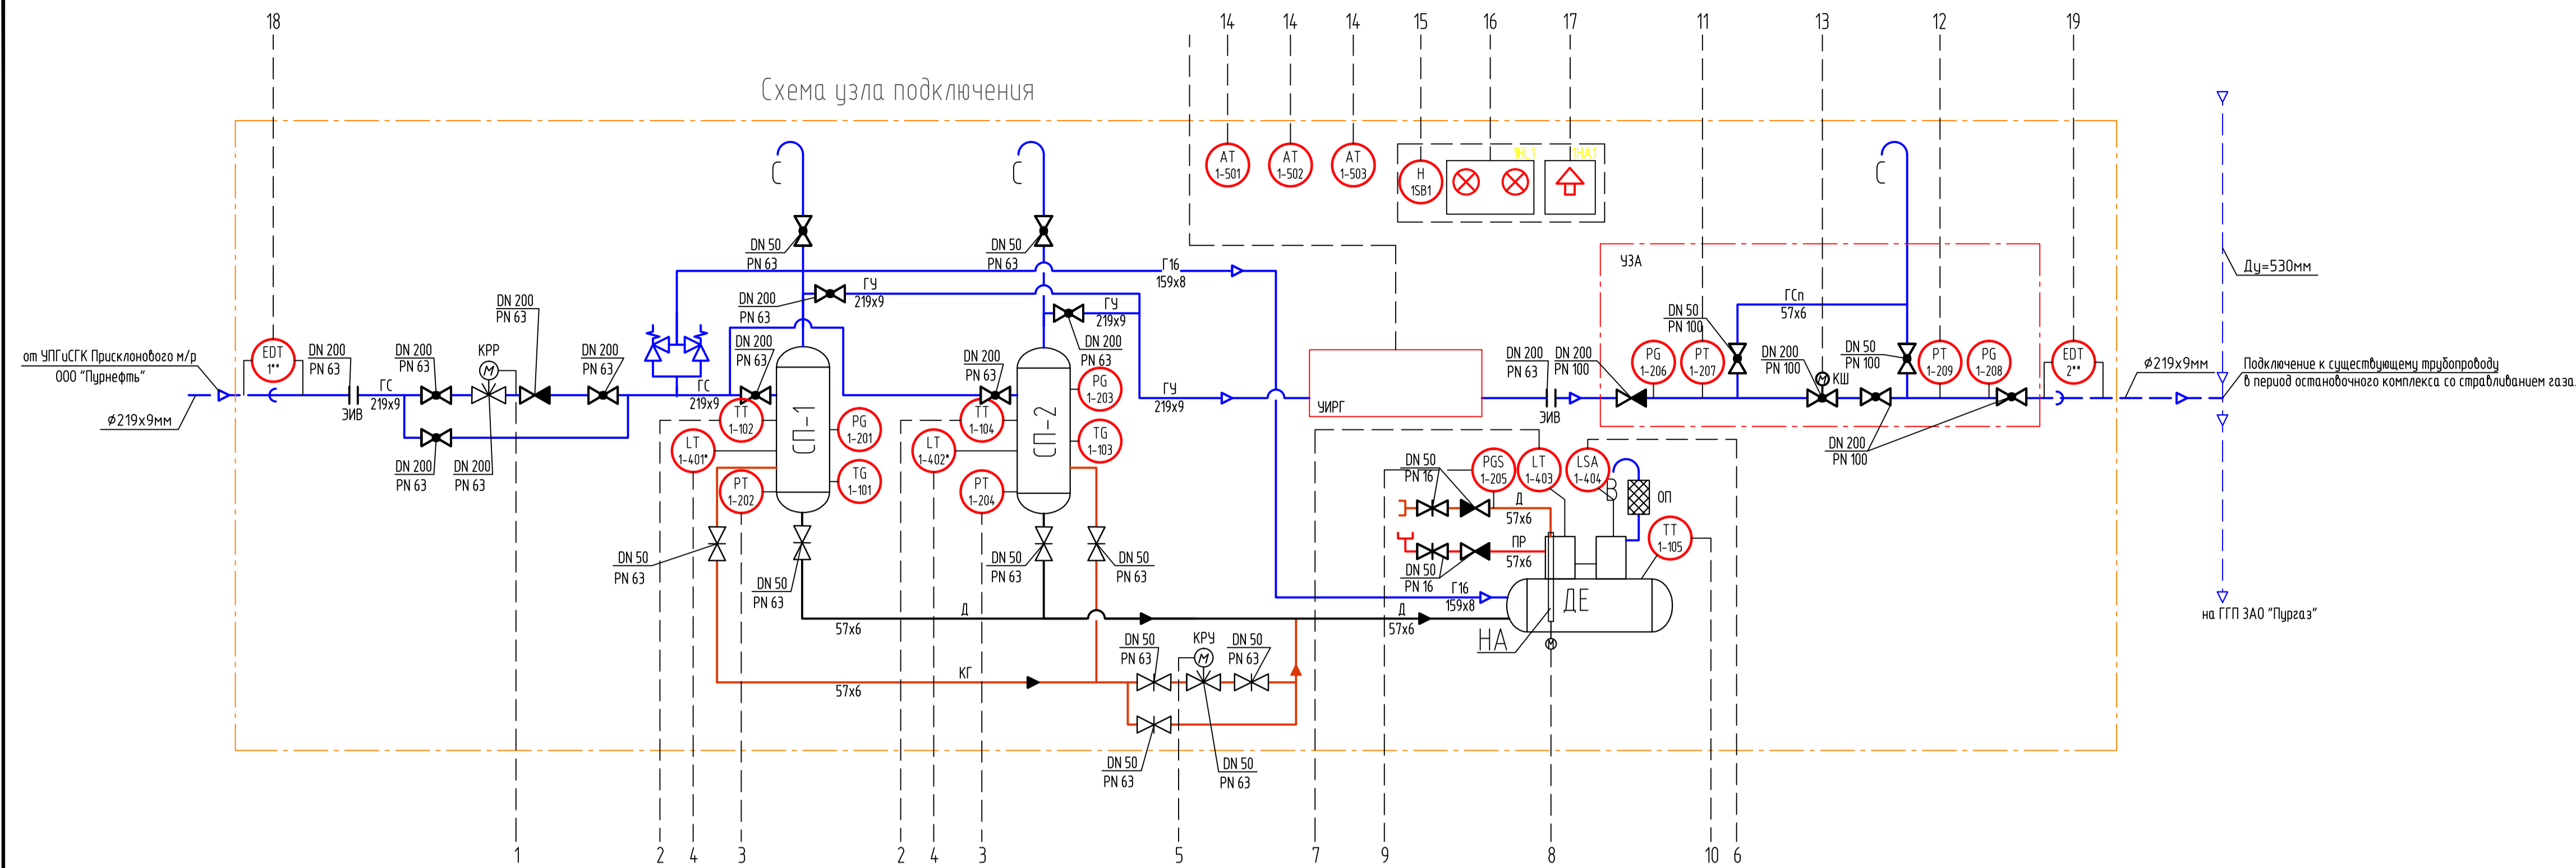 18
14
14
14
15
16
17
11
13
12
19
Схема узла подключения
С
С
С
AT
1-501
AT
1-502
AT
1-503
H
1SB1
1HL1
1HA1
DN 50
PN 63
DN 50
PN 63
Г16
159х8
ГУ
219х9
ГУ
219х9
DN 200
PN 63
DN 200
PN 63
УЗА
ГСп
57х6
DN 50
PN 100
Ду=530мм
от УПГиСГК Присклонового м/р
ООО "Пурнефть"
φ219х9мм
EDT
1**
DN 200
PN 63
ЭИВ
ГС
219х9
DN 200
PN 63
КРР
М
DN 200
PN 63
DN 200
PN 63
DN 200
PN 63
DN 200
PN 63
ГС
219х9
DN 200
PN 63
TT
1-102
СП-1
PG
1-201
TG
1-101
LT
1-401*
PT
1-202
DN 200
PN 63
TT
1-104
СП-2
PG
1-203
TG
1-103
LT
1-402*
PT
1-204
ГУ
219х9
УИРГ
DN 200
PN 63
ЭИВ
DN 200
PN 100
PG
1-206
PT
1-207
DN 200
PN 100
М
КШ
DN 50
PN 100
PT
1-209
PG
1-208
DN 200
PN 100
EDT
2**
φ219х9мм
Подключение к существующему трубопроводу
в период остановочного комплекса со стравливанием газа.
на ГГП ЗАО "Пургаз"
DN 50
PN 16
PGS
1-205
LT
1-403
LSA
1-404
В
ОП
Д
57х6
ПР
57х6
DN 50
PN 16
TT
1-105
Г16
159х8
ДЕ
НА
М
DN 50
PN 63
DN 50
PN 63
DN 50
PN 63
DN 50
PN 63
Д
57х6
Д
57х6
КГ
57х6
DN 50
PN 63
КРУ
М
DN 50
PN 63
DN 50
PN 63
DN 50
PN 63
1
2
4
3
2
4
3
5
7
9
8
10
6